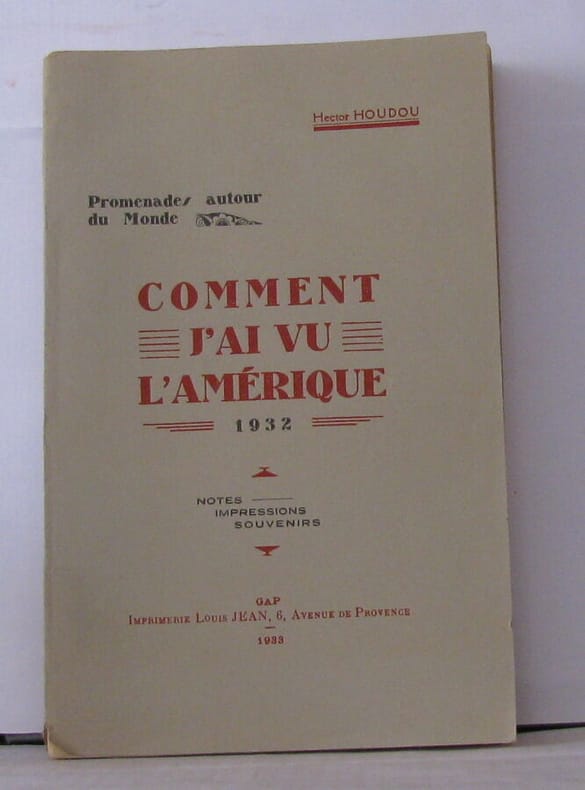 Hector HOUDOU
Promenades autour
du Monde
COMMENT
J'AI VU
L'AMÉRIQUE
1932
NOTES
IMPRESSIONS
SOUVENIRS
GAP
IMPRIMERIE LOUIS JEAN, 6, AVENUE DE PROVENCE
1933